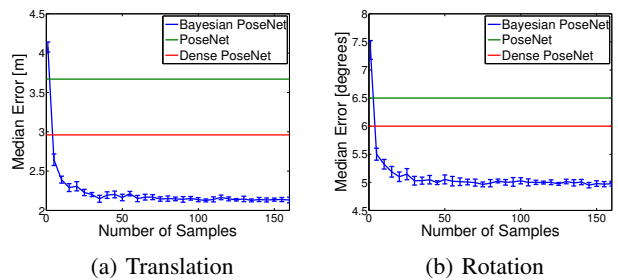 Bayesian PoseNet
PoseNet
Dense PoseNet
4.5
4
3.5
3
2.5
2
0
50
100
150
Median Error [m]
Number of Samples
(a) Translation
Bayesian PoseNet
PoseNet
Dense PoseNet
8
7.5
7
6.5
6
5.5
5
4.5
0
50
100
150
Median Error [degrees]
Number of Samples
(b) Rotation